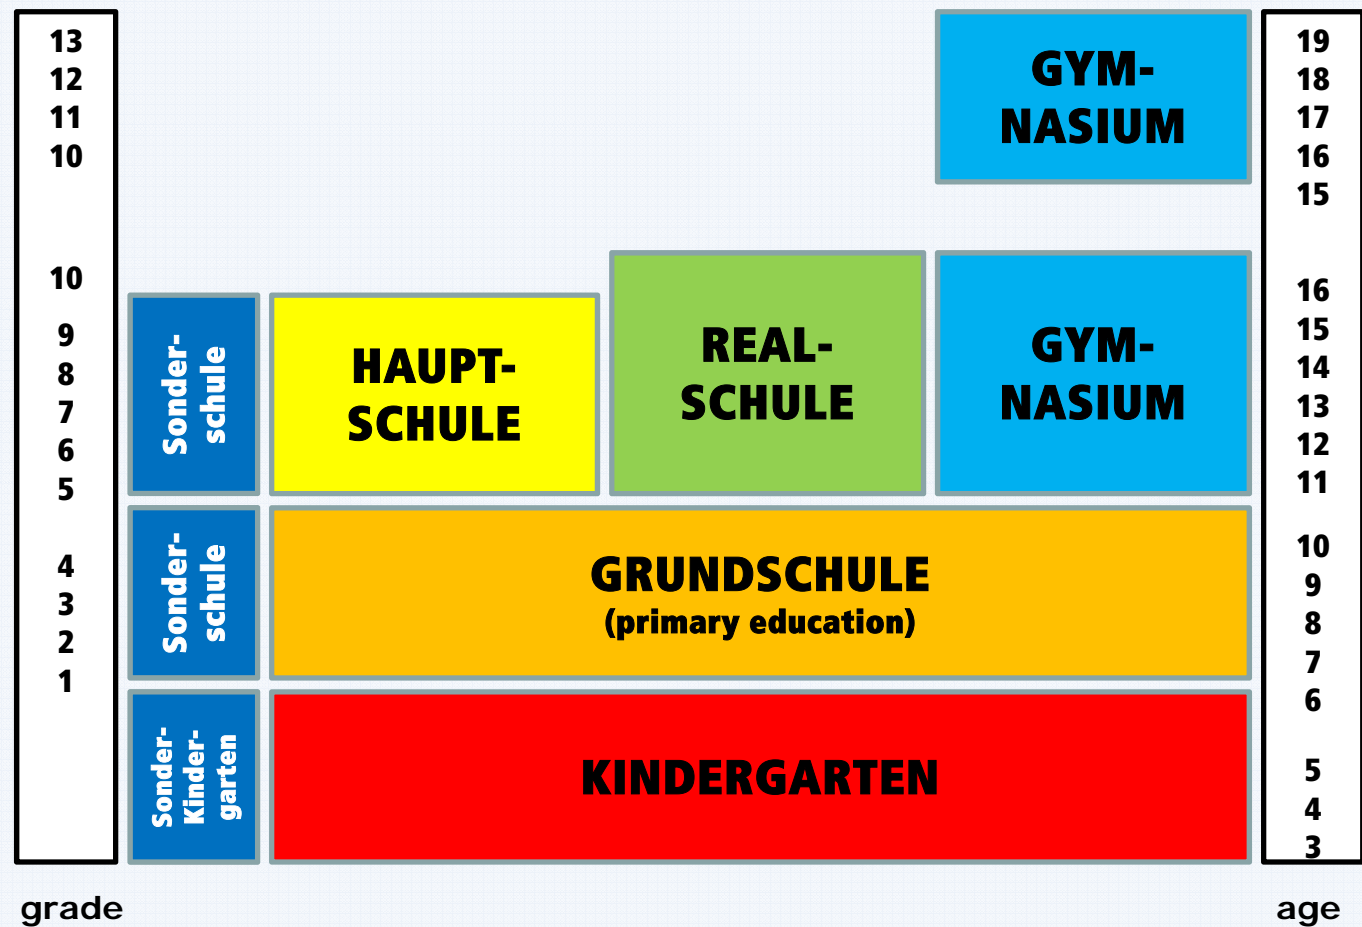 13
12
11
10
10
9
8
7
6
5
4
3
2
1
grade
Sonder-
schule
Sonder-
schule
Sonder-
Kinder-
garten
HAUPT-
SCHULE
REAL-
SCHULE
GYM-
NASIUM
GYM-
NASIUM
GRUNDSCHULE
(primary education)
KINDERGARTEN
19
18
17
16
15
16
15
14
13
12
11
10
9
8
7
6
5
4
3
age